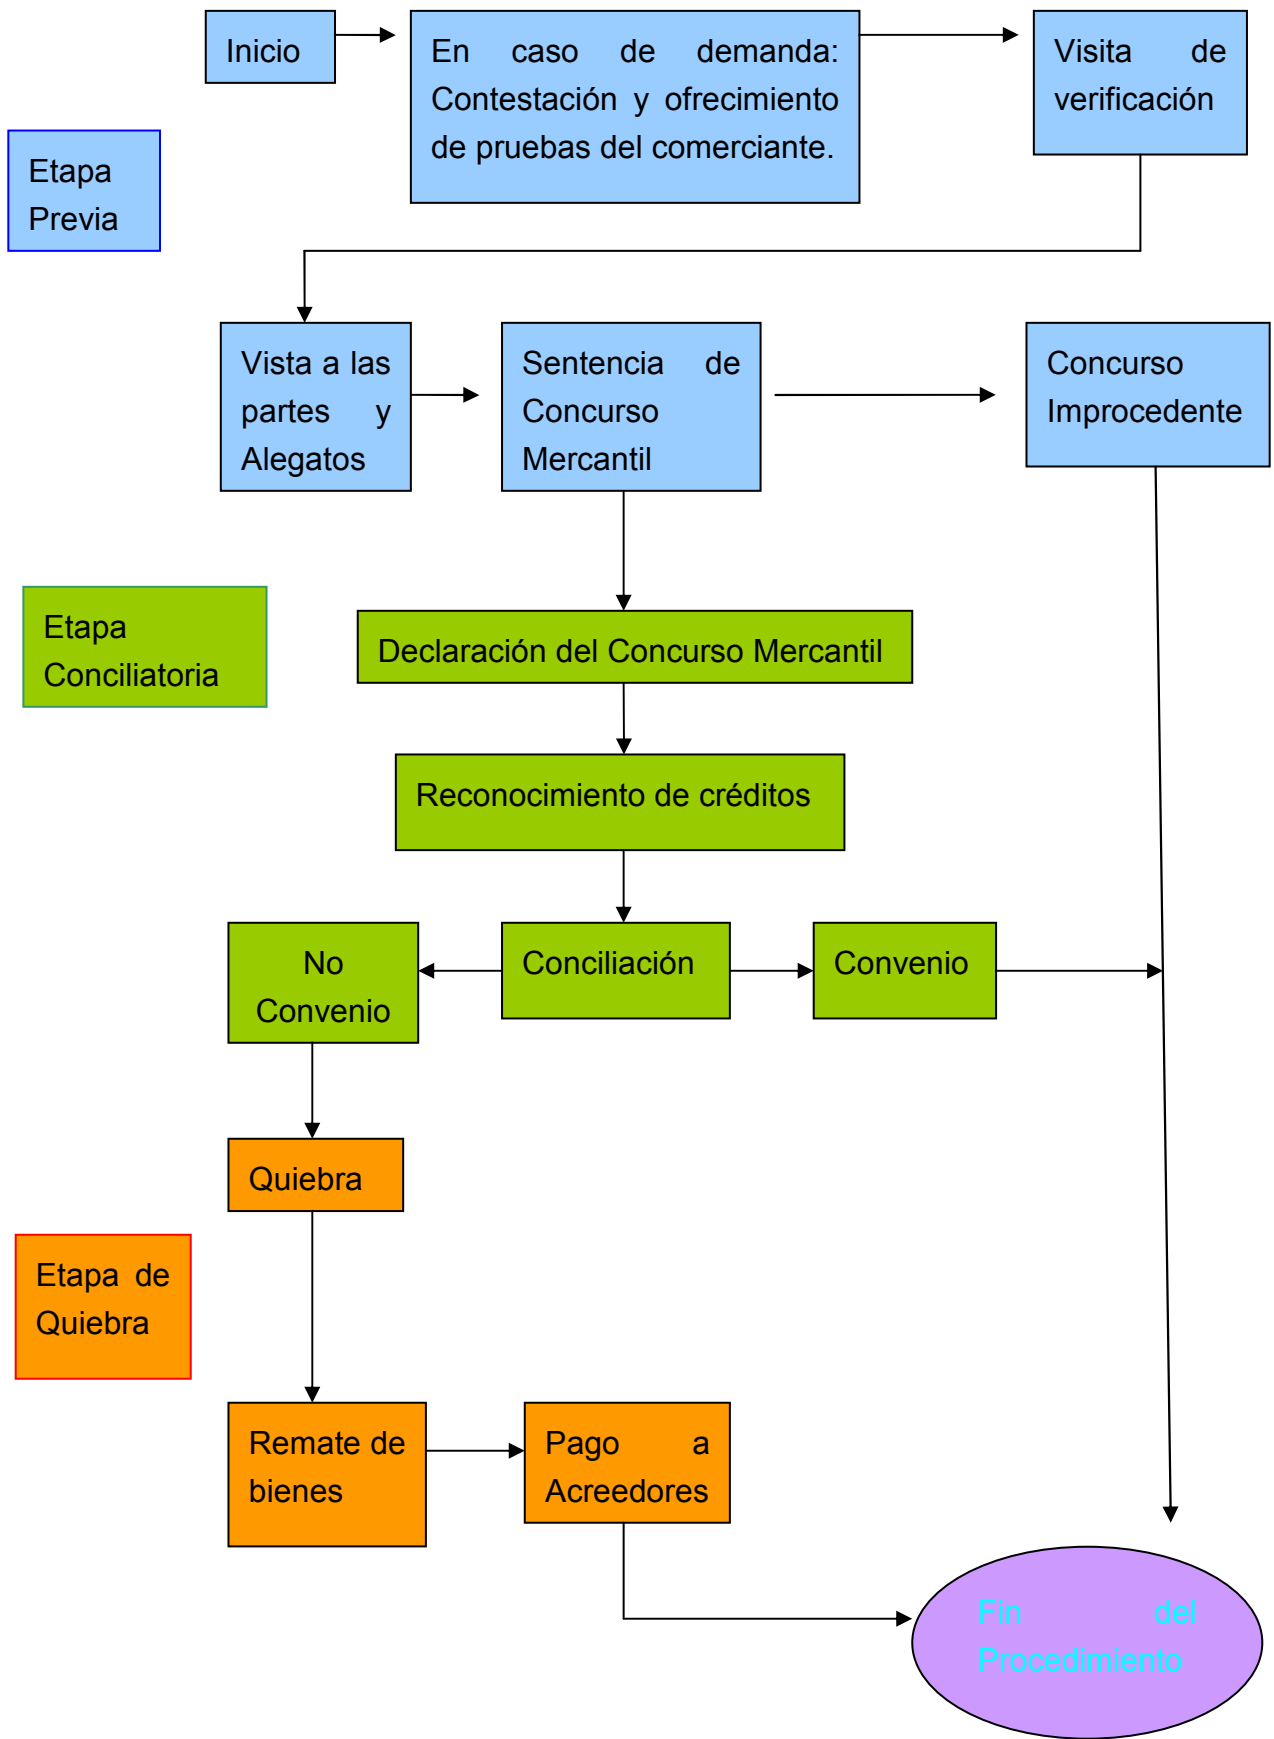 Inicio
En caso de demanda:
Contestación y ofrecimiento
de pruebas del comerciante.
Visita de
verificación
Etapa
Previa
Vista a las
partes y
Alegatos
Sentencia de
Concurso
Mercantil
Concurso
Improcedente
Etapa
Conciliatoria
Declaración del Concurso Mercantil
Reconocimiento de créditos
No
Convenio
Conciliación
Convenio
Quiebra
Etapa de
Quiebra
Remate de
bienes
Pago a
Acreedores
Fin del
Procedimiento